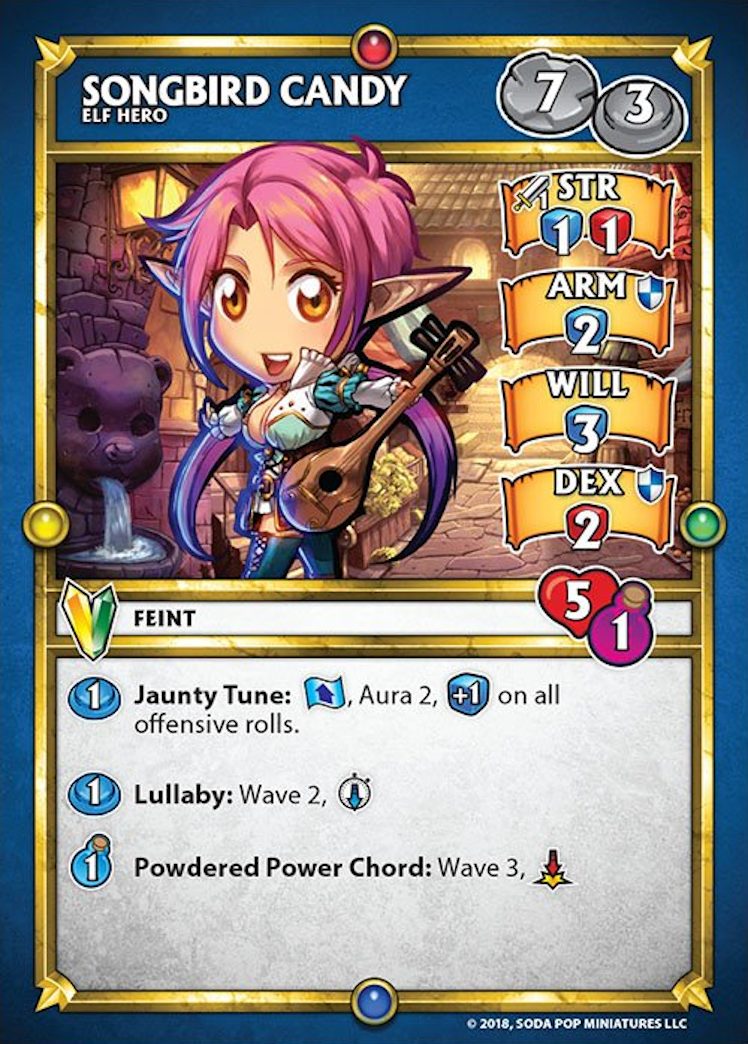 SONGBIRD CANDY
ELF HERO
7 3
STR
1 1
ARM
2
WILL
3
DEX
2
5
1
FEINT
1 Jaunty Tune: , Aura 2, +1 on all
offensive rolls.
1 Lullaby: Wave 2,
1 Powdered Power Chord: Wave 3,
© 2018, SODA POP MINIATURES LLC